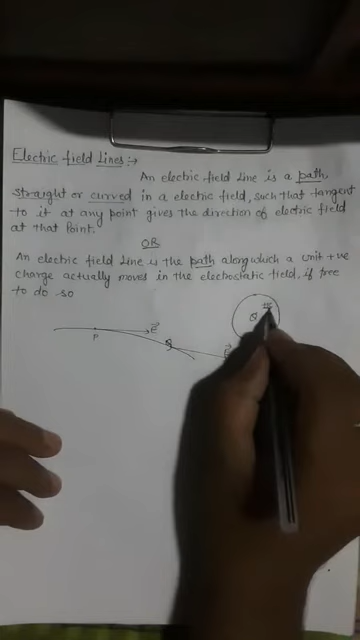 Electric field Lines :→
An electric field line is a path,
straight or curved in a electric field, such that tangent
to it at any point gives the direction of electric field
at that Point.
OR
An electric field Line is the path along which a unit +ve
charge actually moves in the electrostatic field, if free
to do so
P
E
Q
E
Q